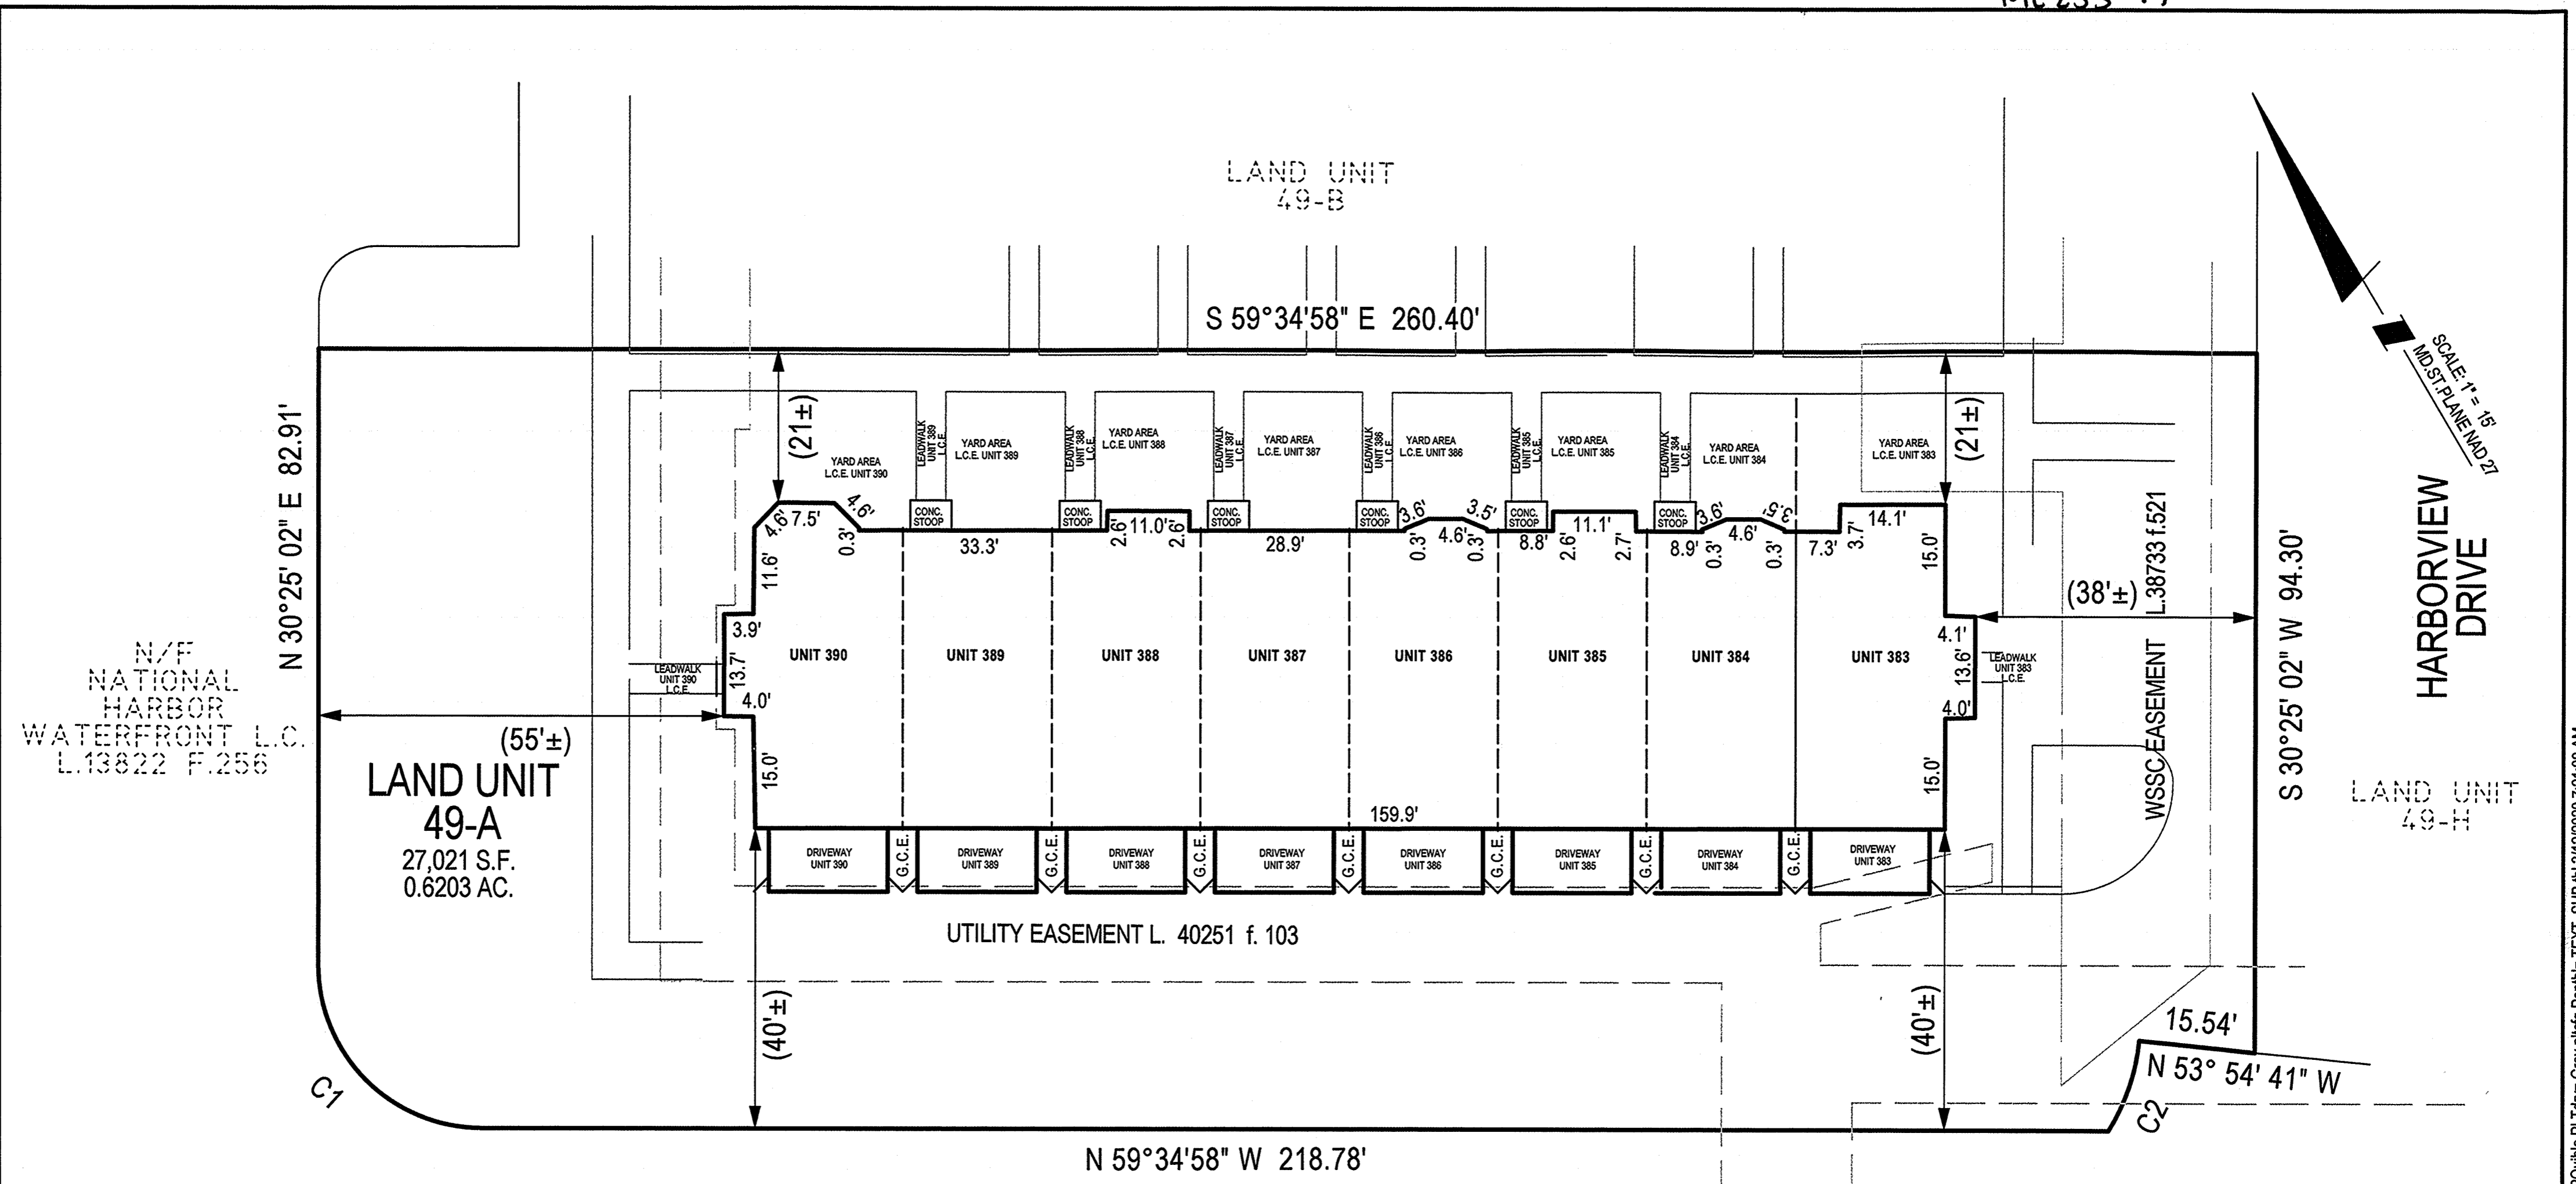 LAND UNIT
49-B
S 59°34'58" E 260.40'
SCALE: 1" = 15'
MD.ST.PLANE NAD 27
N 30°25' 02" E 82.91'
(21±)
(21±)
LEADWALK
UNIT 389
L.C.E.
LEADWALK
UNIT 388
L.C.E.
LEADWALK
UNIT 387
L.C.E.
LEADWALK
UNIT 386
L.C.E.
LEADWALK
UNIT 385
L.C.E.
LEADWALK
UNIT 384
L.C.E.
YARD AREA
L.C.E. UNIT 390
YARD AREA
L.C.E. UNIT 389
YARD AREA
L.C.E. UNIT 388
YARD AREA
L.C.E. UNIT 387
YARD AREA
L.C.E. UNIT 386
YARD AREA
L.C.E. UNIT 385
YARD AREA
L.C.E. UNIT 384
YARD AREA
L.C.E. UNIT 383
CONC.
STOOP
CONC.
STOOP
CONC.
STOOP
CONC.
STOOP
CONC.
STOOP
CONC.
STOOP
4.6'
7.5'
4.6'
0.3'
33.3'
2.6'
11.0'
2.6'
28.9'
3.6'
0.3'
4.6'
3.5'
0.3'
8.8'
2.6'
11.1'
2.7'
8.9'
3.6'
0.3'
4.6'
3.5'
0.3'
7.3'
3.7'
14.1'
15.0'
11.6'
3.9'
13.7'
4.0'
15.0'
4.1'
13.6'
4.0'
15.0'
(38'±)
WSSC EASEMENT L.38733 f.521
S 30°25' 02" W 94.30'
HARBORVIEW
DRIVE
UNIT 390
UNIT 389
UNIT 388
UNIT 387
UNIT 386
UNIT 385
UNIT 384
UNIT 383
LEADWALK
UNIT 390
L.C.E.
LEADWALK
UNIT 383
L.C.E.
N/F
NATIONAL
HARBOR
WATERFRONT L.C.
L.13822 F.256
(55'±)
LAND UNIT
49-A
27,021 S.F.
0.6203 AC.
LAND UNIT
49-H
159.9'
DRIVEWAY
UNIT 390
G.C.E.
DRIVEWAY
UNIT 389
G.C.E.
DRIVEWAY
UNIT 388
G.C.E.
DRIVEWAY
UNIT 387
G.C.E.
DRIVEWAY
UNIT 386
G.C.E.
DRIVEWAY
UNIT 385
G.C.E.
DRIVEWAY
UNIT 384
G.C.E.
DRIVEWAY
UNIT 383
UTILITY EASEMENT L. 40251 f. 103
(40'±)
(40'±)
15.54'
N 53° 54' 41" W
C1
C2
N 59°34'58" W 218.78'